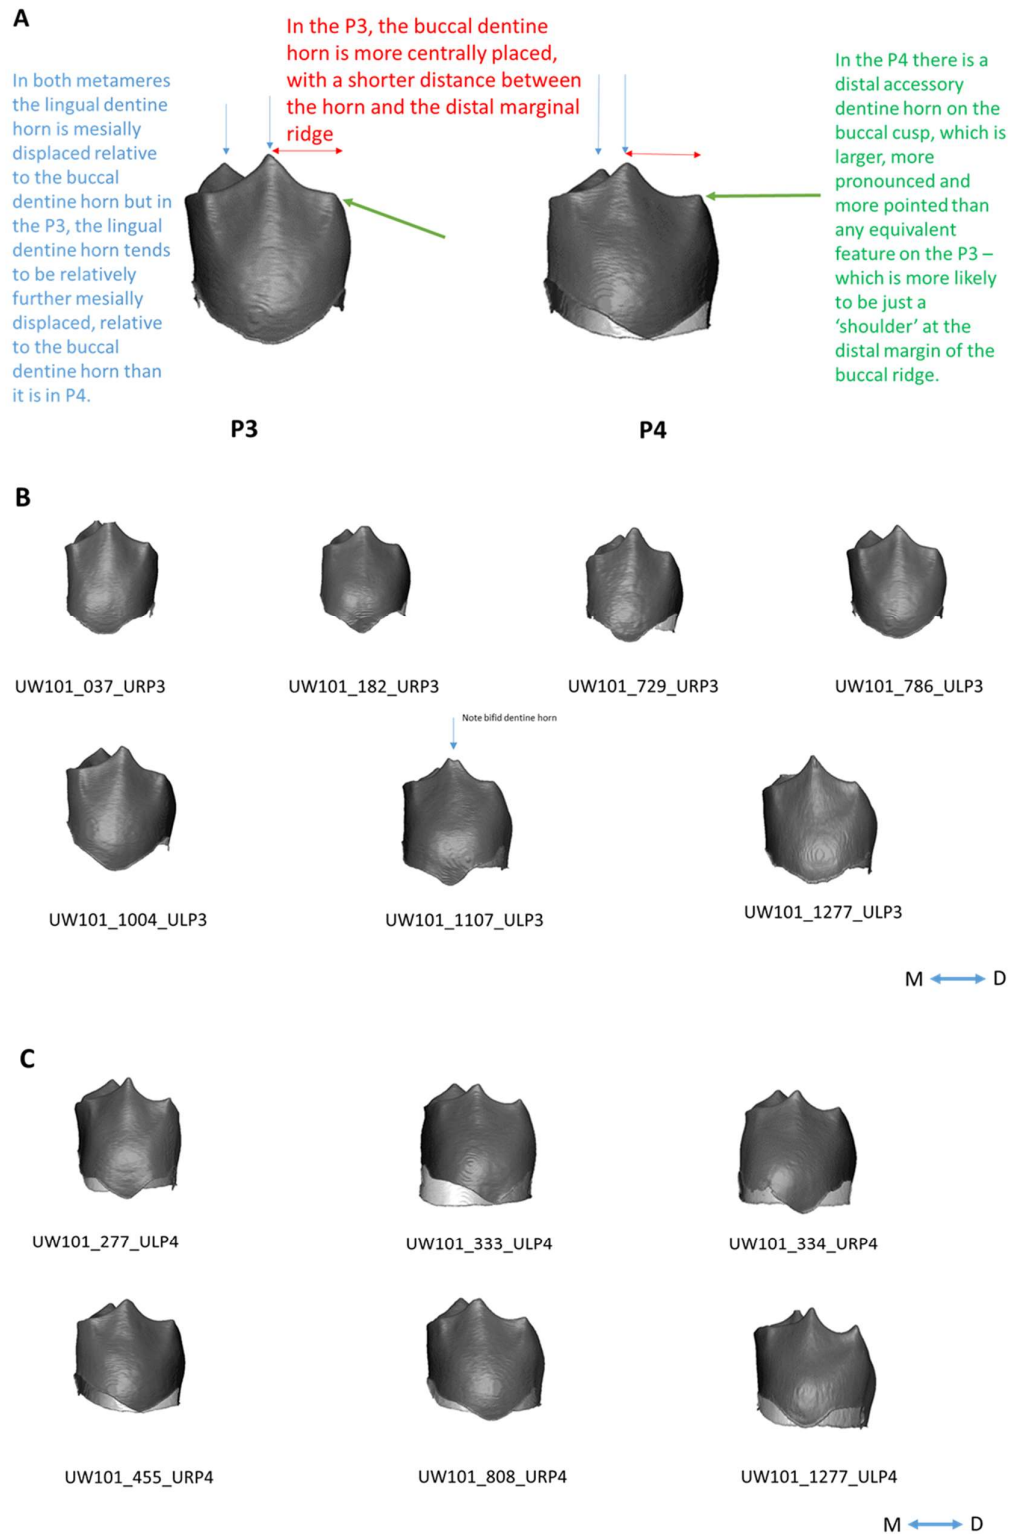 A
In the P3, the buccal dentine
horn is more centrally placed,
with a shorter distance between
the horn and the distal marginal
ridge
In both metameres
the lingual dentine
horn is mesially
displaced relative
to the buccal
dentine horn but in
the P3, the lingual
dentine horn tends
to be relatively
further mesially
displaced, relative
to the buccal
dentine horn than
it is in P4.
In the P4 there is a
distal accessory
dentine horn on the
buccal cusp, which is
larger, more
pronounced and
more pointed than
any equivalent
feature on the P3 –
which is more likely
to be just a
‘shoulder’ at the
distal margin of the
buccal ridge.
P3
P4
B
UW101_037_URP3
UW101_182_URP3
UW101_729_URP3
UW101_786_ULP3
Note bifid dentine horn
UW101_1004_ULP3
UW101_1107_ULP3
UW101_1277_ULP3
M D
C
UW101_277_ULP4
UW101_333_ULP4
UW101_334_URP4
UW101_455_URP4
UW101_808_URP4
UW101_1277_ULP4
M D